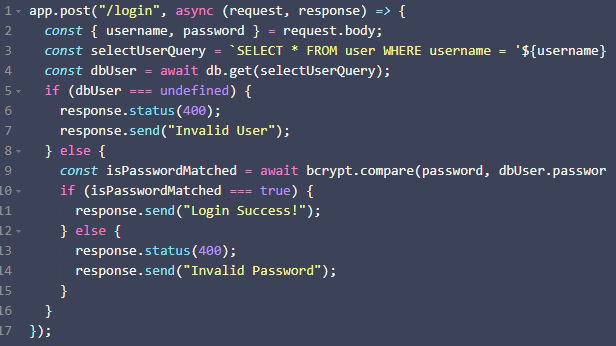 1 app.post("/login", async (request, response) => {
2 const { username, password } = request.body;
3 const selectUserQuery = `SELECT * FROM user WHERE username = '${username}
4 const dbUser = await db.get(selectUserQuery);
5 if (dbUser === undefined) {
6 response.status(400);
7 response.send("Invalid User");
8 } else {
9 const isPasswordMatched = await bcrypt.compare(password, dbUser.passwor
10 if (isPasswordMatched === true) {
11 response.send("Login Success!");
12 } else {
13 response.status(400);
14 response.send("Invalid Password");
15 }
16 }
17 });